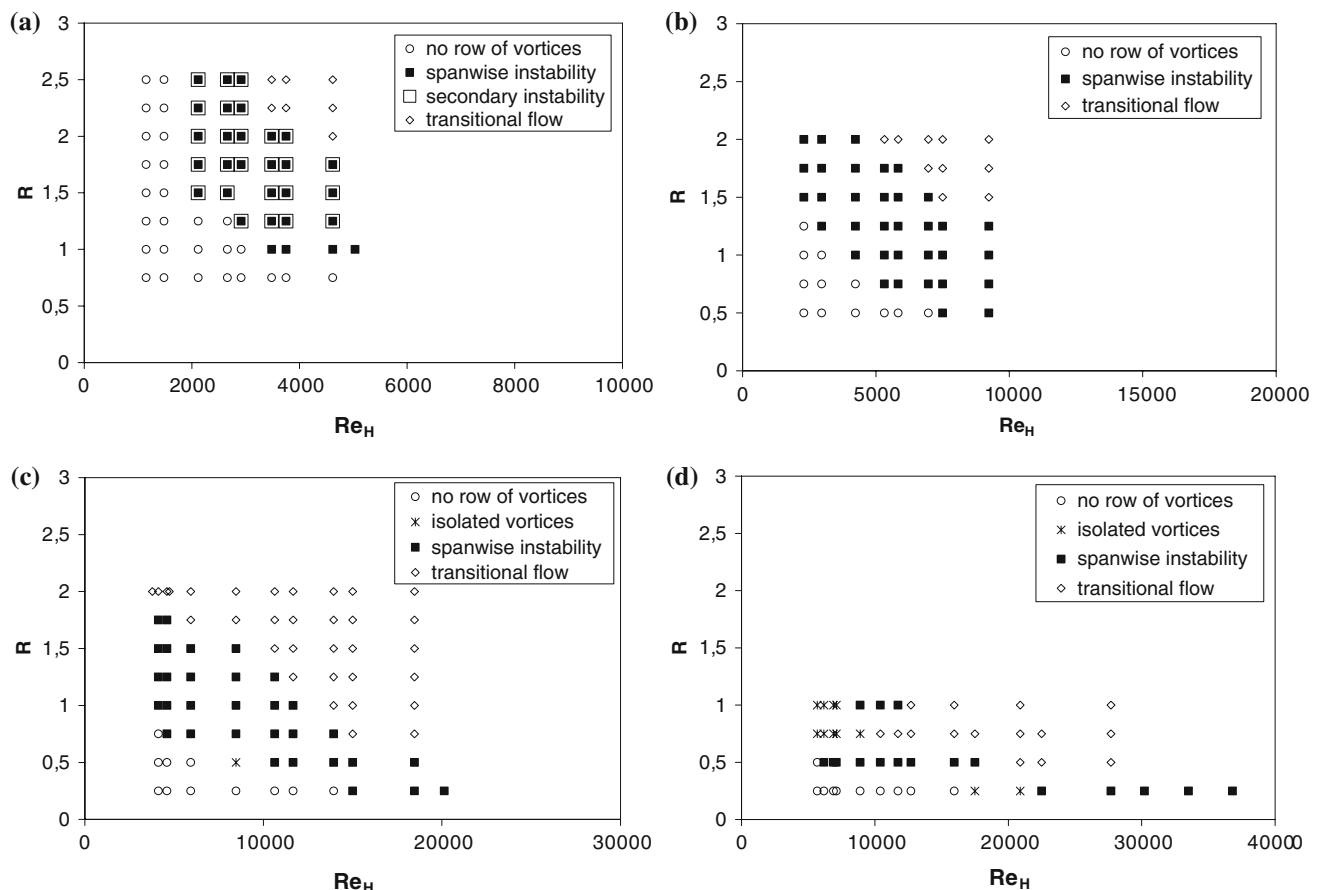 (a)
3
2,5
2
1,5
1
0,5
0
R
0
2000
4000
6000
8000
10000
Re_H
no row of vortices
spanwise instability
secondary instability
transitional flow
(b)
3
2,5
2
1,5
1
0,5
0
R
0
5000
10000
15000
20000
Re_H
no row of vortices
spanwise instability
transitional flow
(c)
3
2,5
2
1,5
1
0,5
0
R
0
10000
20000
30000
Re_H
no row of vortices
isolated vortices
spanwise instability
transitional flow
(d)
3
2,5
2
1,5
1
0,5
0
R
0
10000
20000
30000
40000
Re_H
no row of vortices
isolated vortices
spanwise instability
transitional flow